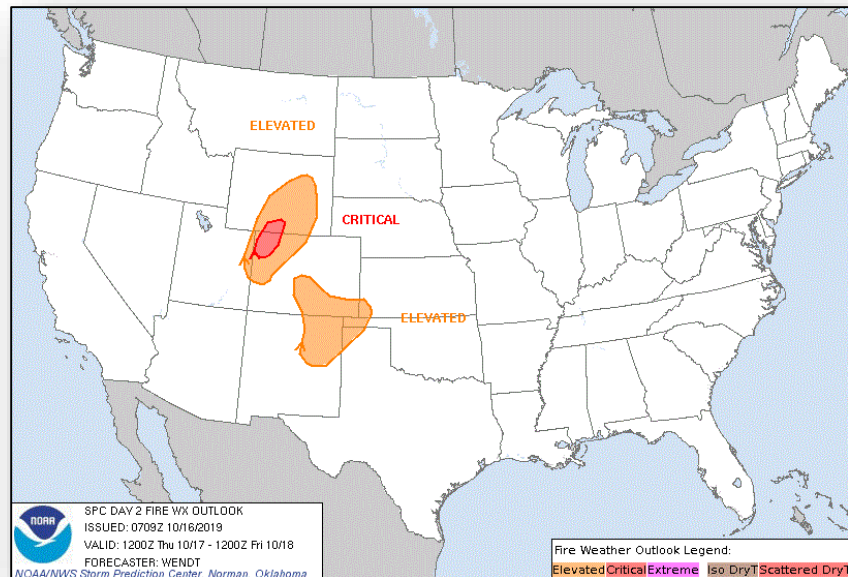 ELEVATED
CRITICAL
ELEVATED
NOAA
SPC DAY 2 FIRE WX OUTLOOK
ISSUED: 0709Z 10/16/2019
VALID: 1200Z Thu 10/17 - 1200Z Fri 10/18
FORECASTER: WENDT
NOAA/NWS Storm Prediction Center, Norman, Oklahoma
Fire Weather Outlook Legend:
Elevated Critical Extreme Iso DryT Scattered DryT